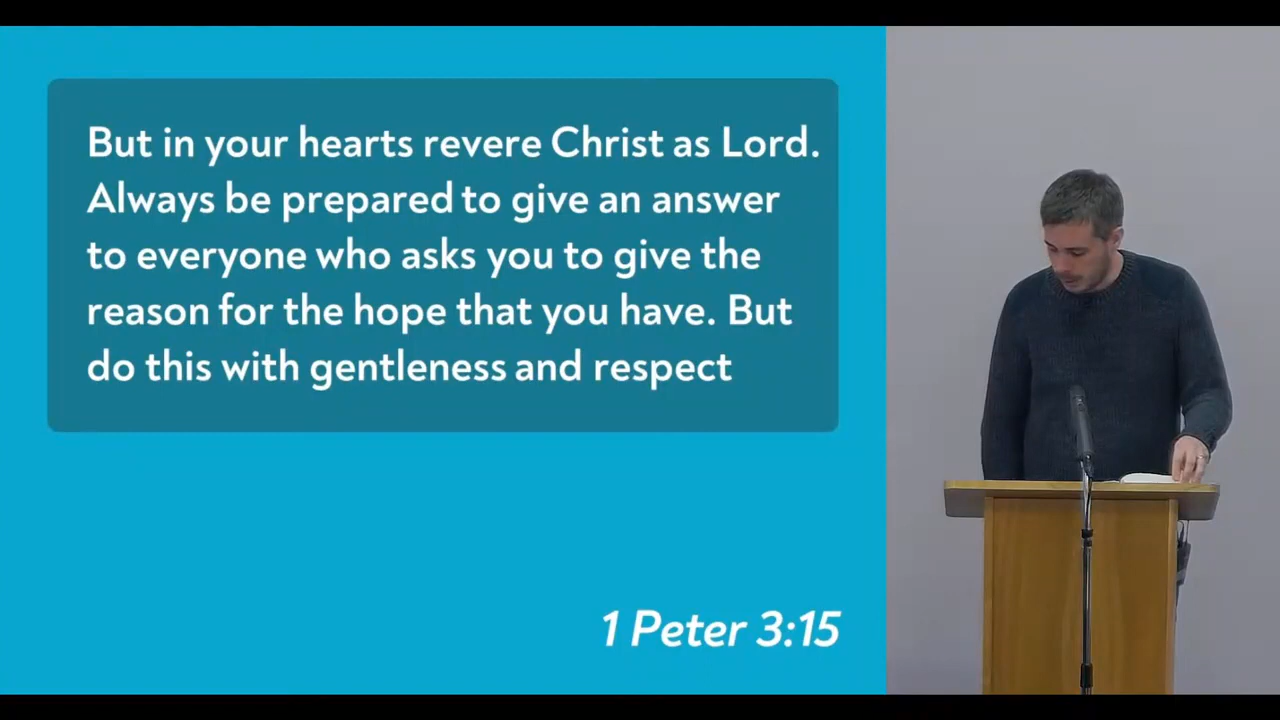 But in your hearts revere Christ as Lord.
Always be prepared to give an answer
to everyone who asks you to give the
reason for the hope that you have. But
do this with gentleness and respect
1 Peter 3:15